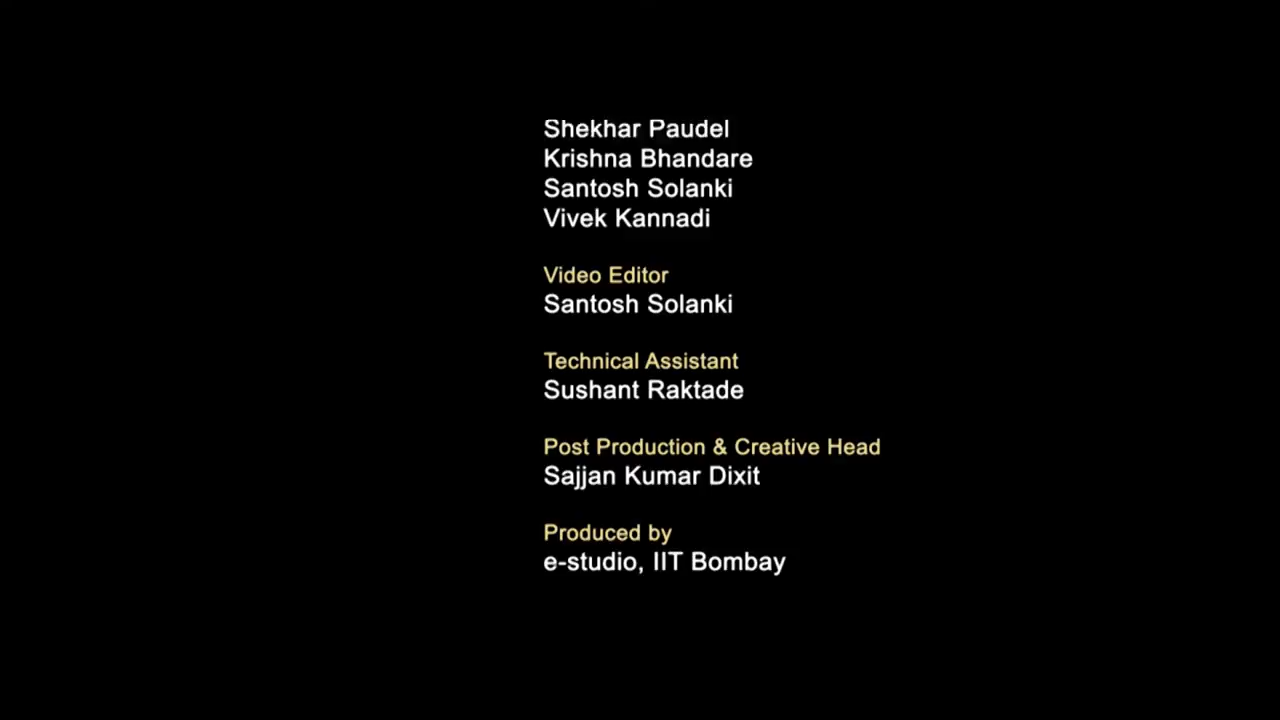 Shekhar Paudel
Krishna Bhandare
Santosh Solanki
Vivek Kannadi
Video Editor
Santosh Solanki
Technical Assistant
Sushant Raktade
Post Production & Creative Head
Sajjan Kumar Dixit
Produced by
e-studio, IIT Bombay